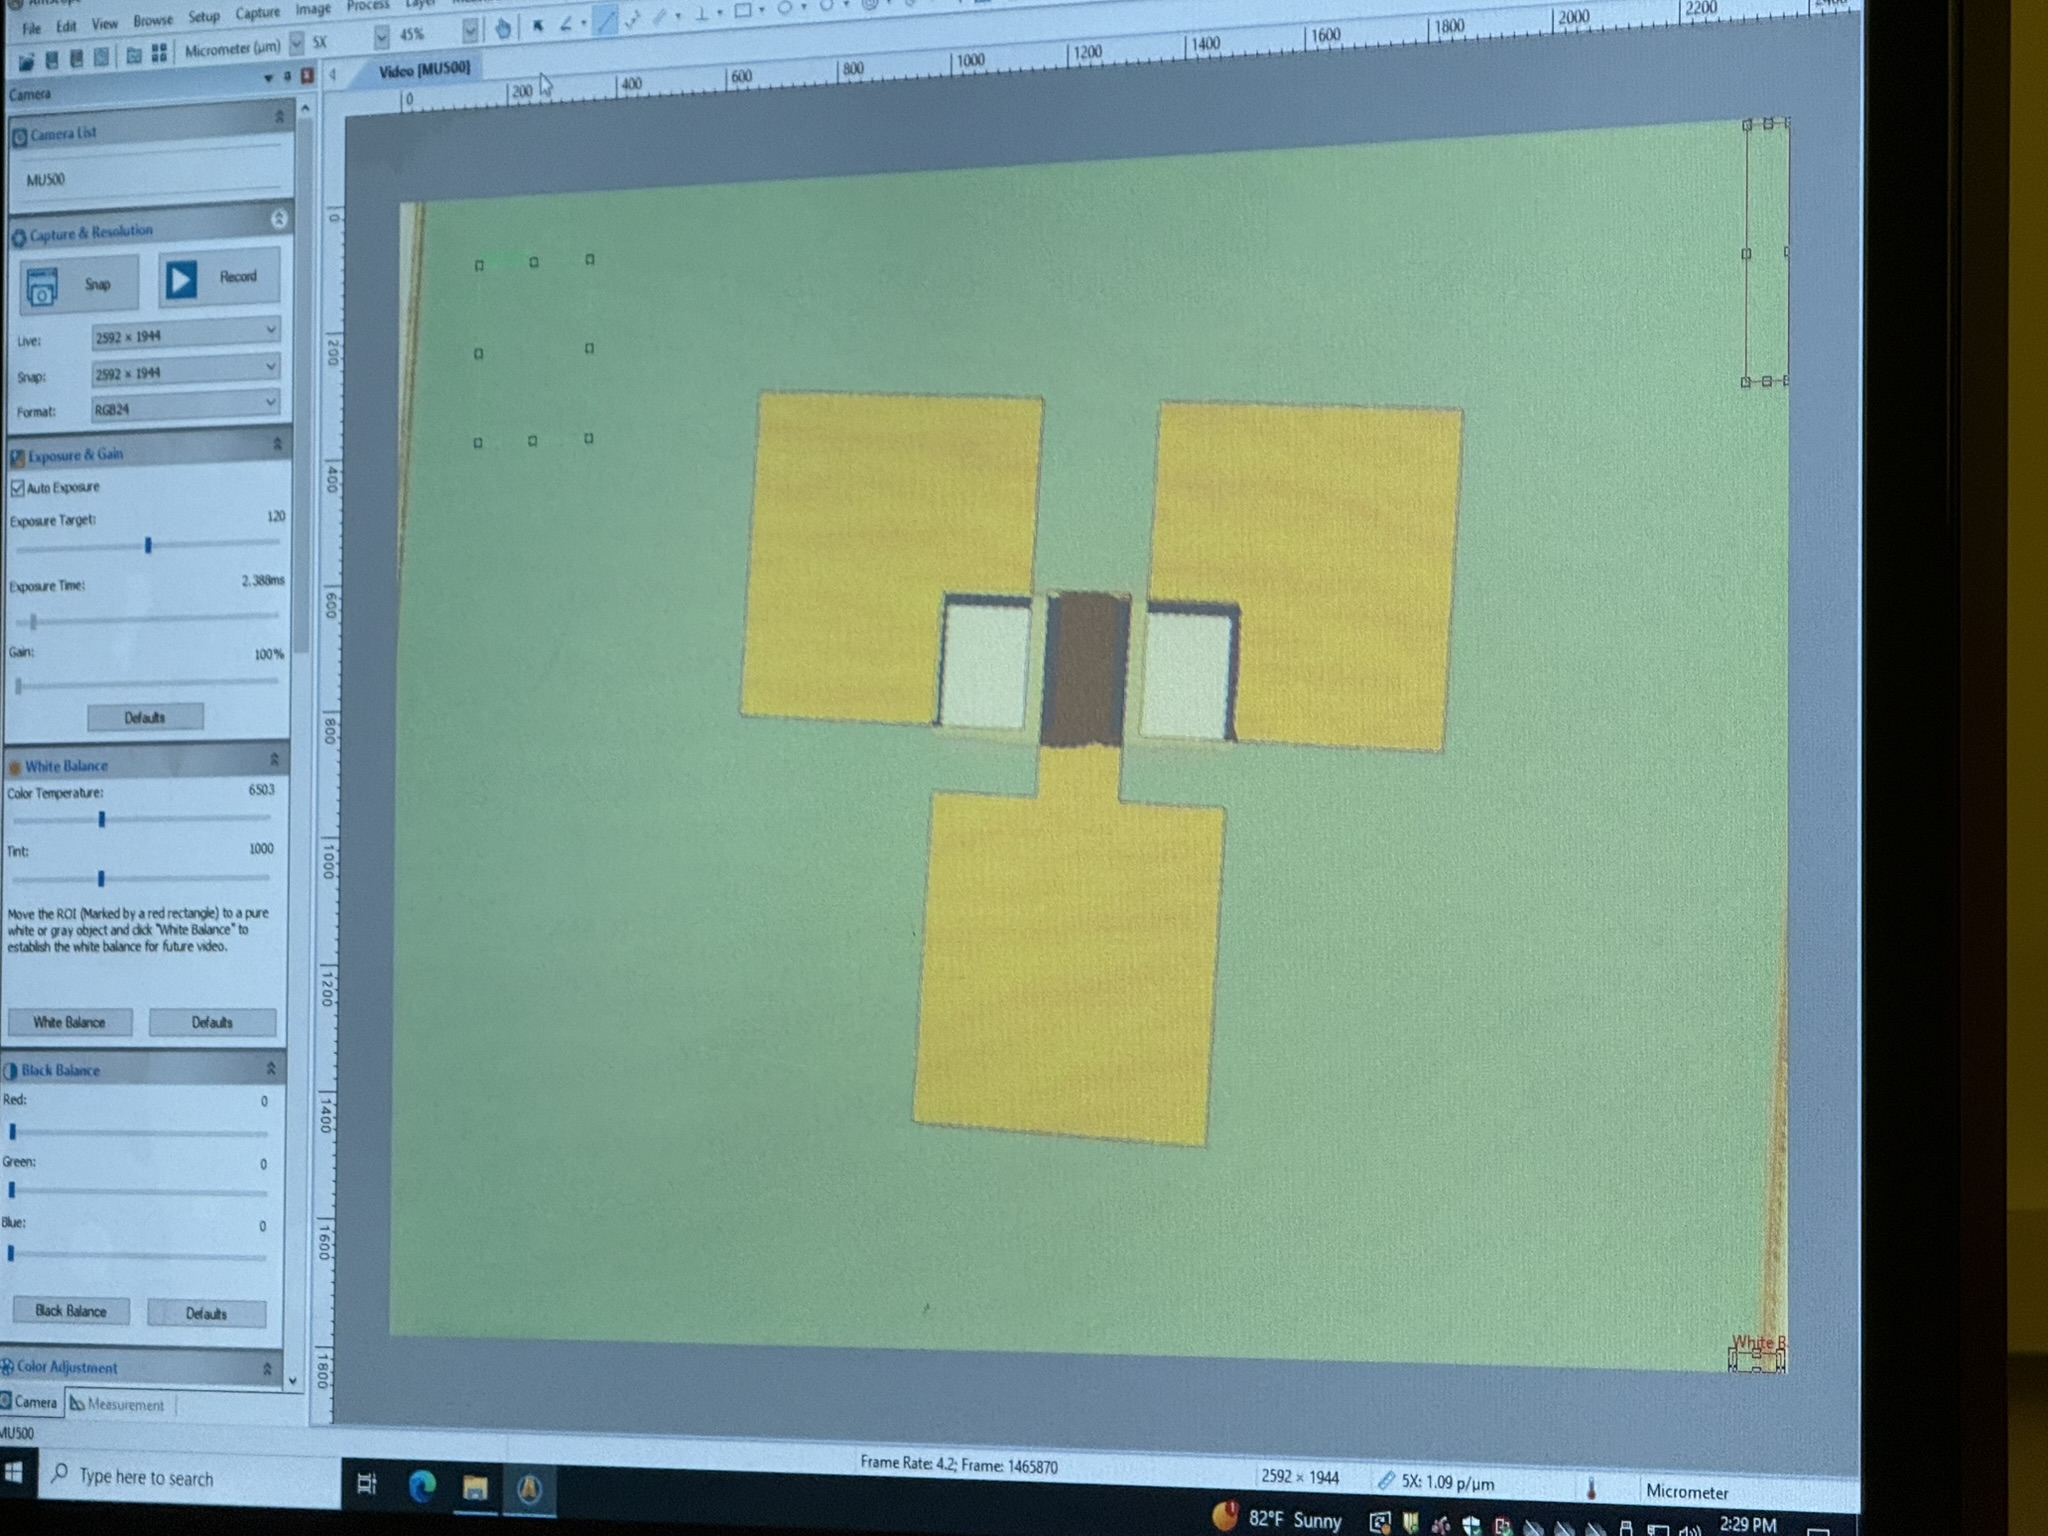 File Edit View Browse Setup Capture Image Process
Micrometer (µm) 5X 45%
Camera
Video [MU500]
0 200 400 600 800 1000 1200 1400 1600 1800 2000 2200
Camera List
MU500
Capture & Resolution
Snap Record
Live: 2592 × 1944
Snap: 2592 × 1944
Format: RGB24
Exposure & Gain
Auto Exposure
Exposure Target: 120
Exposure Time: 2.388ms
Gain: 100%
Defaults
White Balance
Color Temperature: 6503
Tint: 1000
Move the ROI (Marked by a red rectangle) to a pure
white or gray object and click "White Balance" to
establish the white balance for future video.
White Balance Defaults
Black Balance
Red: 0
Green: 0
Blue: 0
Black Balance Defaults
Color Adjustment
Camera Measurement
MU500
0 200 400 600 800 1000 1200 1400 1600 1800
White B
Frame Rate: 4.2; Frame: 1465870 2592 × 1944 5X: 1.09 p/µm Micrometer
Type here to search
82°F Sunny 2:29 PM